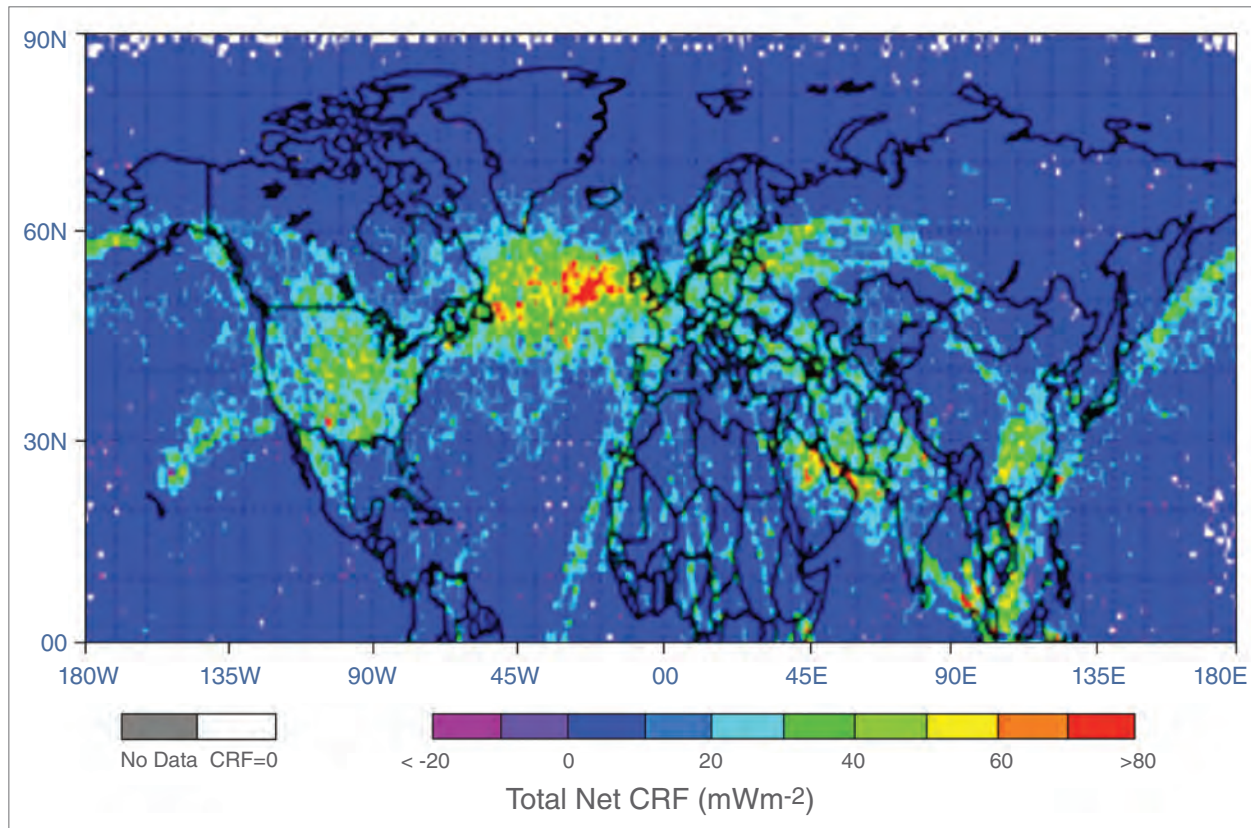 90N
60N
30N
00
180W 135W 90W 45W 00 45E 90E 135E 180E
No Data CRF=0 < -20 0 20 40 60 >80
Total Net CRF (mWm-2)